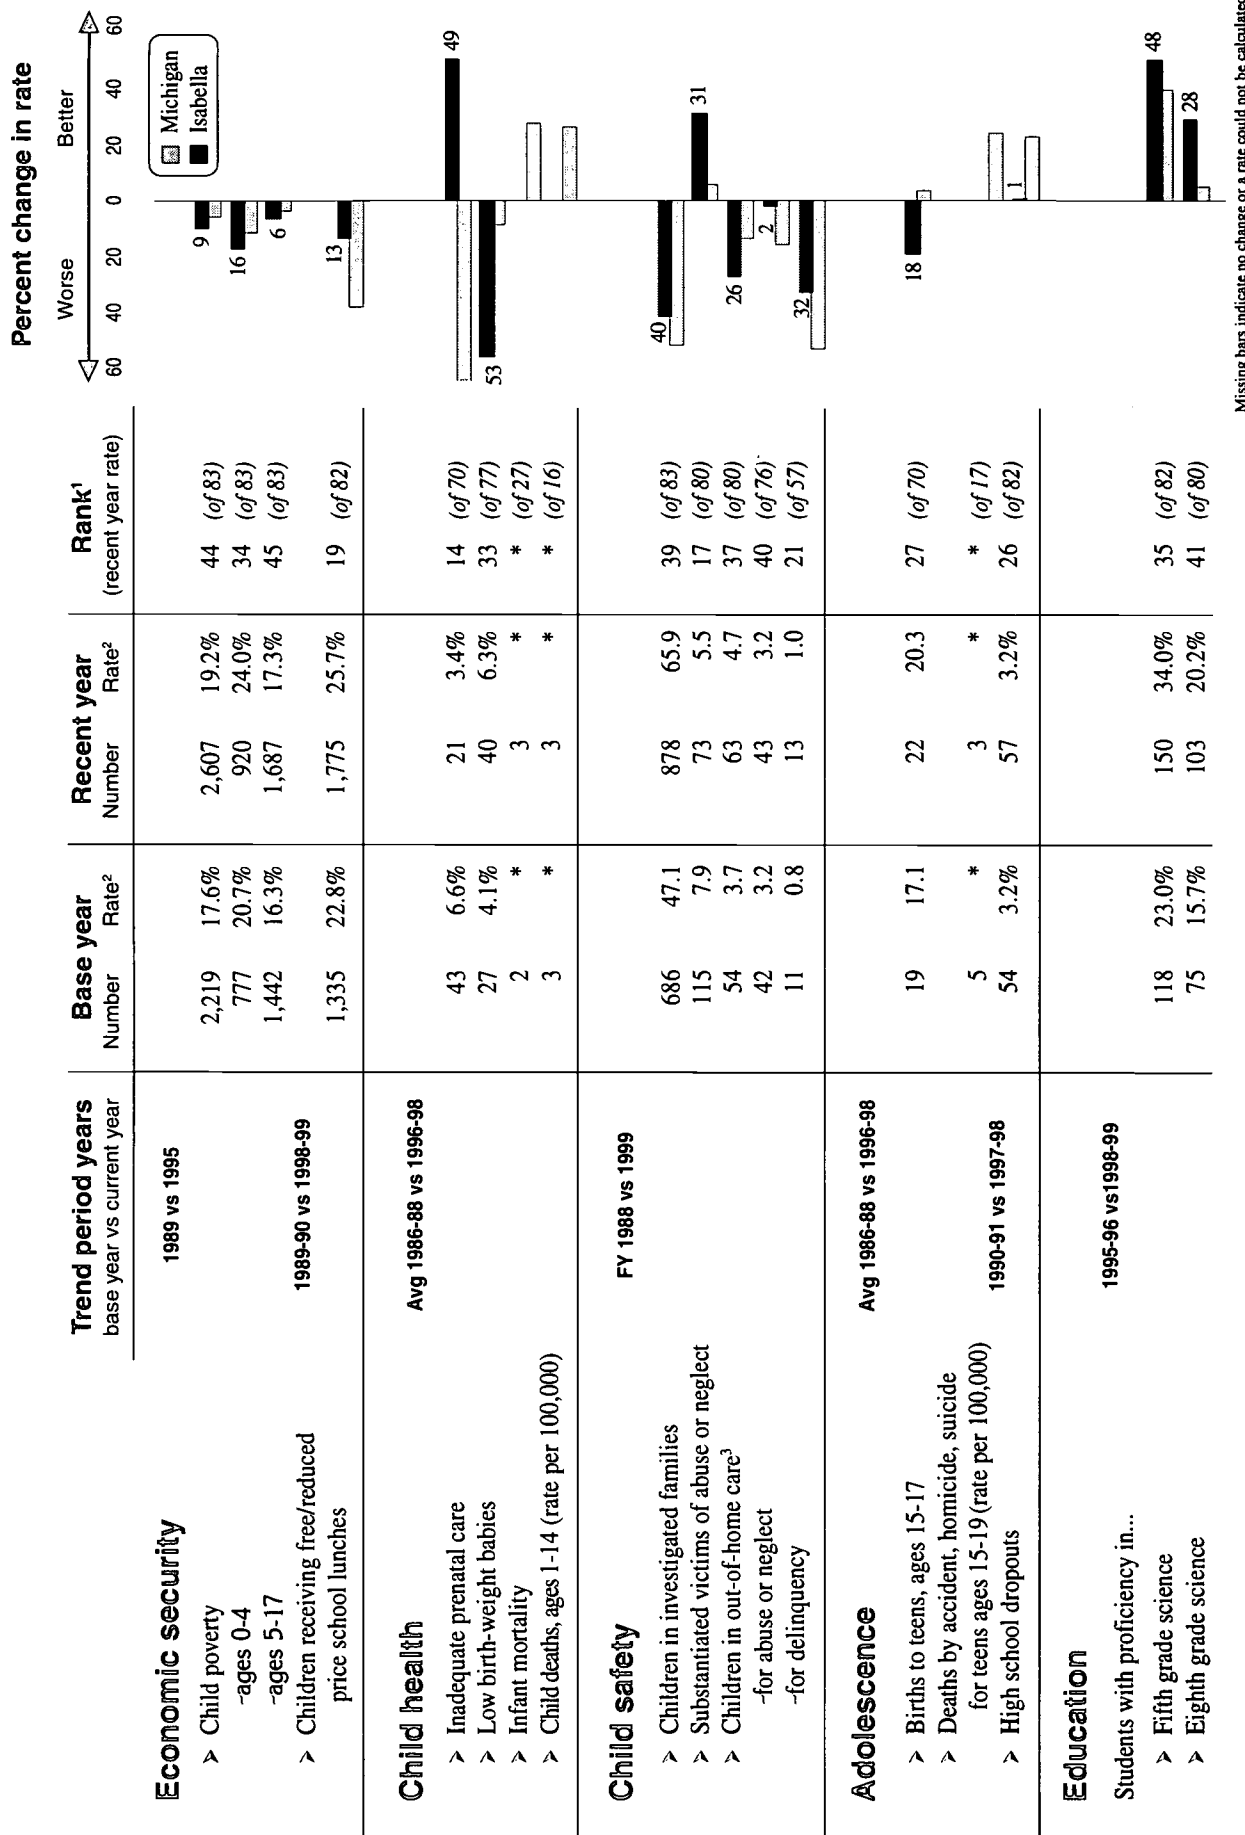 Trend period years Base year Recent year Rank¹ Percent change in rate
base year vs current year Number Rate² Number Rate² (recent year rate) Worse Better
60 40 20 0 20 40 60
Michigan
Isabella
Economic security
1989 vs 1995
➢ Child poverty 2,219 17.6% 2,607 19.2% 44 (of 83) 9
-ages 0-4 777 20.7% 920 24.0% 34 (of 83) 16
-ages 5-17 1,442 16.3% 1,687 17.3% 45 (of 83) 6
➢ Children receiving free/reduced 1989-90 vs 1998-99
price school lunches 1,335 22.8% 1,775 25.7% 19 (of 82) 13
Child health
Avg 1986-88 vs 1996-98
➢ Inadequate prenatal care 43 6.6% 21 3.4% 14 (of 70) 49
➢ Low birth-weight babies 27 4.1% 40 6.3% 33 (of 77) 53
➢ Infant mortality 2 * 3 * * (of 27)
➢ Child deaths, ages 1-14 (rate per 100,000) 3 * 3 * * (of 16)
Child safety
FY 1988 vs 1999
➢ Children in investigated families 686 47.1 878 65.9 39 (of 83) 40
➢ Substantiated victims of abuse or neglect 115 7.9 73 5.5 17 (of 80) 31
➢ Children in out-of-home care³ 54 3.7 63 4.7 37 (of 80) 26
-for abuse or neglect 42 3.2 43 3.2 40 (of 76) 2
-for delinquency 11 0.8 13 1.0 21 (of 57) 32
Adolescence
Avg 1986-88 vs 1996-98
➢ Births to teens, ages 15-17 19 17.1 22 20.3 27 (of 70) 18
➢ Deaths by accident, homicide, suicide
for teens ages 15-19 (rate per 100,000) 5 * 3 * * (of 17)
➢ High school dropouts 1990-91 vs 1997-98 54 3.2% 57 3.2% 26 (of 82) 1
Education
Students with proficiency in... 1995-96 vs1998-99
➢ Fifth grade science 118 23.0% 150 34.0% 35 (of 82) 48
➢ Eighth grade science 75 15.7% 103 20.2% 41 (of 80) 28
Missing bars indicate no change or a rate could not be calculated